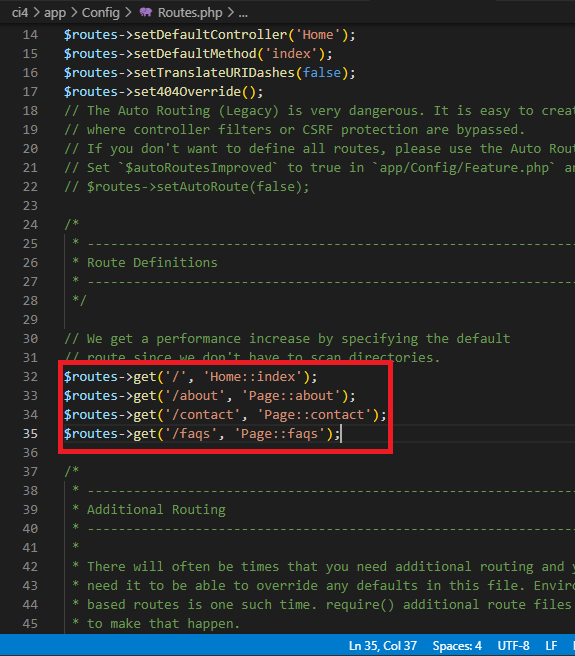 ci4 > app > Config > Routes.php > ...
14 $routes->setDefaultController('Home');
15 $routes->setDefaultMethod('index');
16 $routes->setTranslateURIDashes(false);
17 $routes->set404Override();
18 // The Auto Routing (Legacy) is very dangerous. It is easy to creat
19 // where controller filters or CSRF protection are bypassed.
20 // If you don't want to define all routes, please use the Auto Rout
21 // Set `$autoRoutesImproved` to true in `app/Config/Feature.php` an
22 // $routes->setAutoRoute(false);
23
24 /*
25 * --------------------------------------------------------------------
26 * Route Definitions
27 * --------------------------------------------------------------------
28 */
29
30 // We get a performance increase by specifying the default
31 // route since we don't have to scan directories.
32 $routes->get('/', 'Home::index');
33 $routes->get('/about', 'Page::about');
34 $routes->get('/contact', 'Page::contact');
35 $routes->get('/faqs', 'Page::faqs');
36
37 /*
38 * --------------------------------------------------------------------
39 * Additional Routing
40 * --------------------------------------------------------------------
41 *
42 * There will often be times that you need additional routing and y
43 * need it to be able to override any defaults in this file. Enviro
44 * based routes is one such time. require() additional route files
45 * to make that happen.
Ln 35, Col 37 Spaces: 4 UTF-8 LF